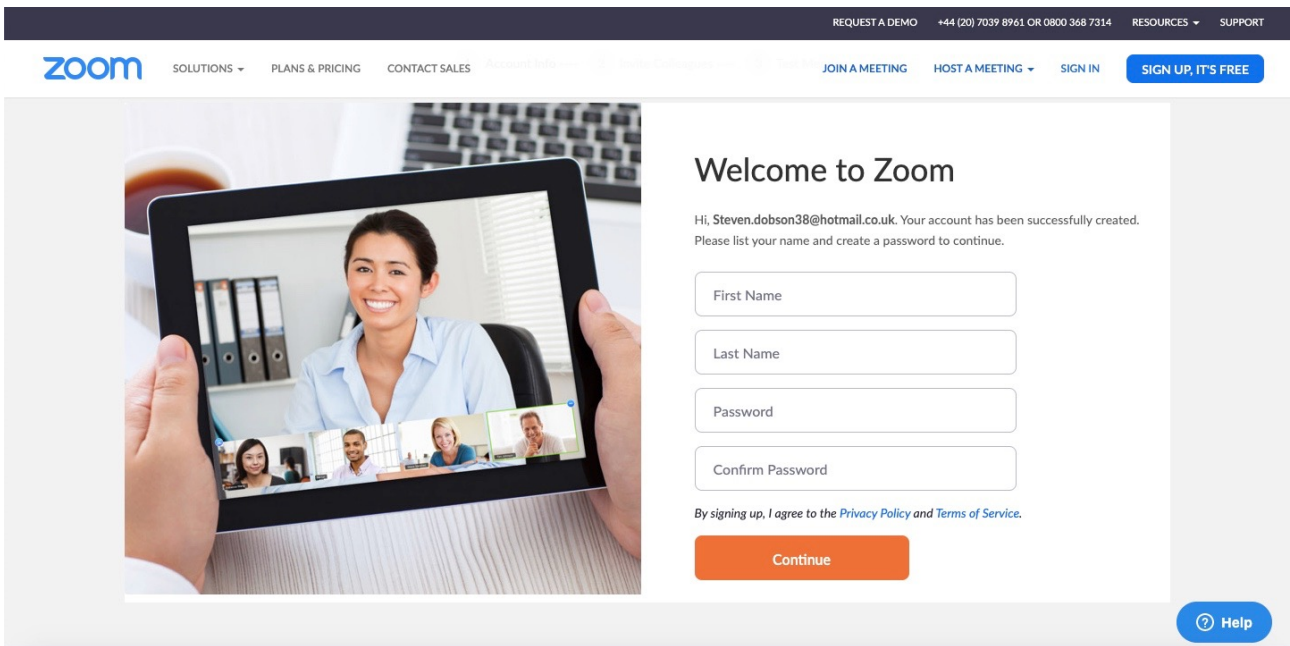 REQUEST A DEMO +44 (20) 7039 8961 OR 0800 368 7314 RESOURCES SUPPORT
zoom SOLUTIONS PLANS & PRICING CONTACT SALES JOIN A MEETING HOST A MEETING SIGN IN SIGN UP, IT'S FREE
Welcome to Zoom
Hi, Steven.dobson38@hotmail.co.uk. Your account has been successfully created.
Please list your name and create a password to continue.
First Name
Last Name
Password
Confirm Password
By signing up, I agree to the Privacy Policy and Terms of Service.
Continue
? Help